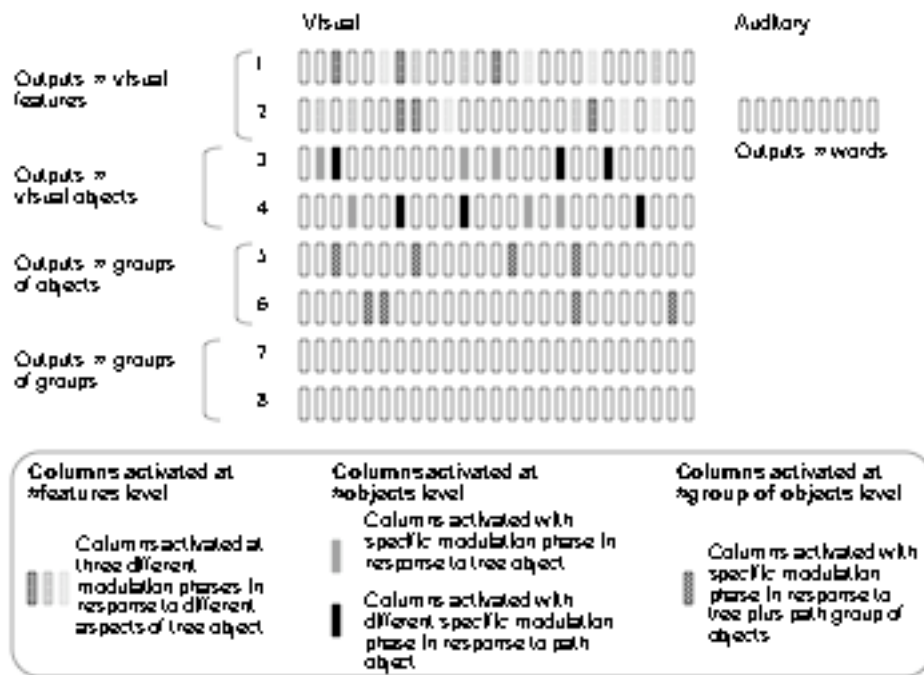 Visual
Auditory
Outputs ≈ visual
features
1
2
Outputs ≈ words
Outputs ≈
visual objects
3
4
Outputs ≈ groups
of objects
5
6
Outputs ≈ groups
of groups
7
8
Columns activated at
≈features level
Columns activated at
three different
modulation phases in
response to different
aspects of tree object
Columns activated at
≈objects level
Columns activated with
specific modulation
phase in
response to tree object
Columns activated with
different specific modulation
phase in response to path
object
Columns activated at
≈group of objects level
Columns activated with
specific modulation
phase in response to
tree plus path group of
objects